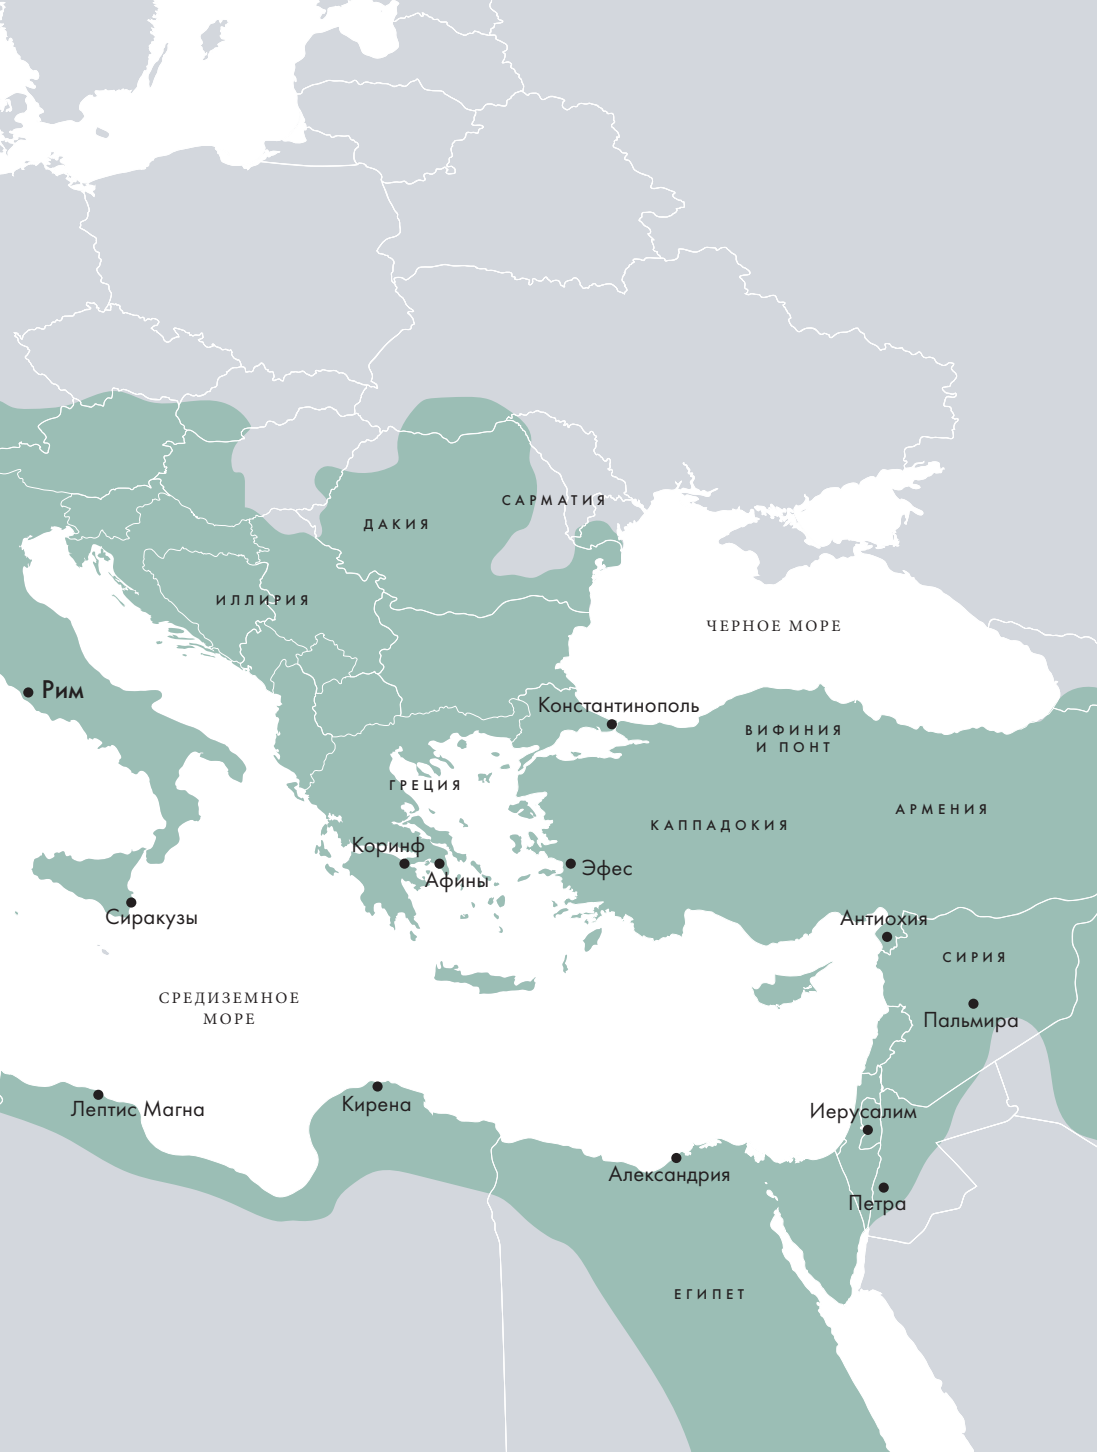 САРМАТИЯ
ДАКИЯ
ИЛЛИРИЯ
ЧЕРНОЕ МОРЕ
Рим
Константинополь
ВИФИНИЯ
И ПОНТ
ГРЕЦИЯ
АРМЕНИЯ
КАППАДОКИЯ
Коринф
Эфес
Афины
Сиракузы
Антиохия
СИРИЯ
СРЕДИЗЕМНОЕ
МОРЕ
Пальмира
Кирена
Лептис Магна
Иерусалим
Александрия
Петра
ЕГИПЕТ